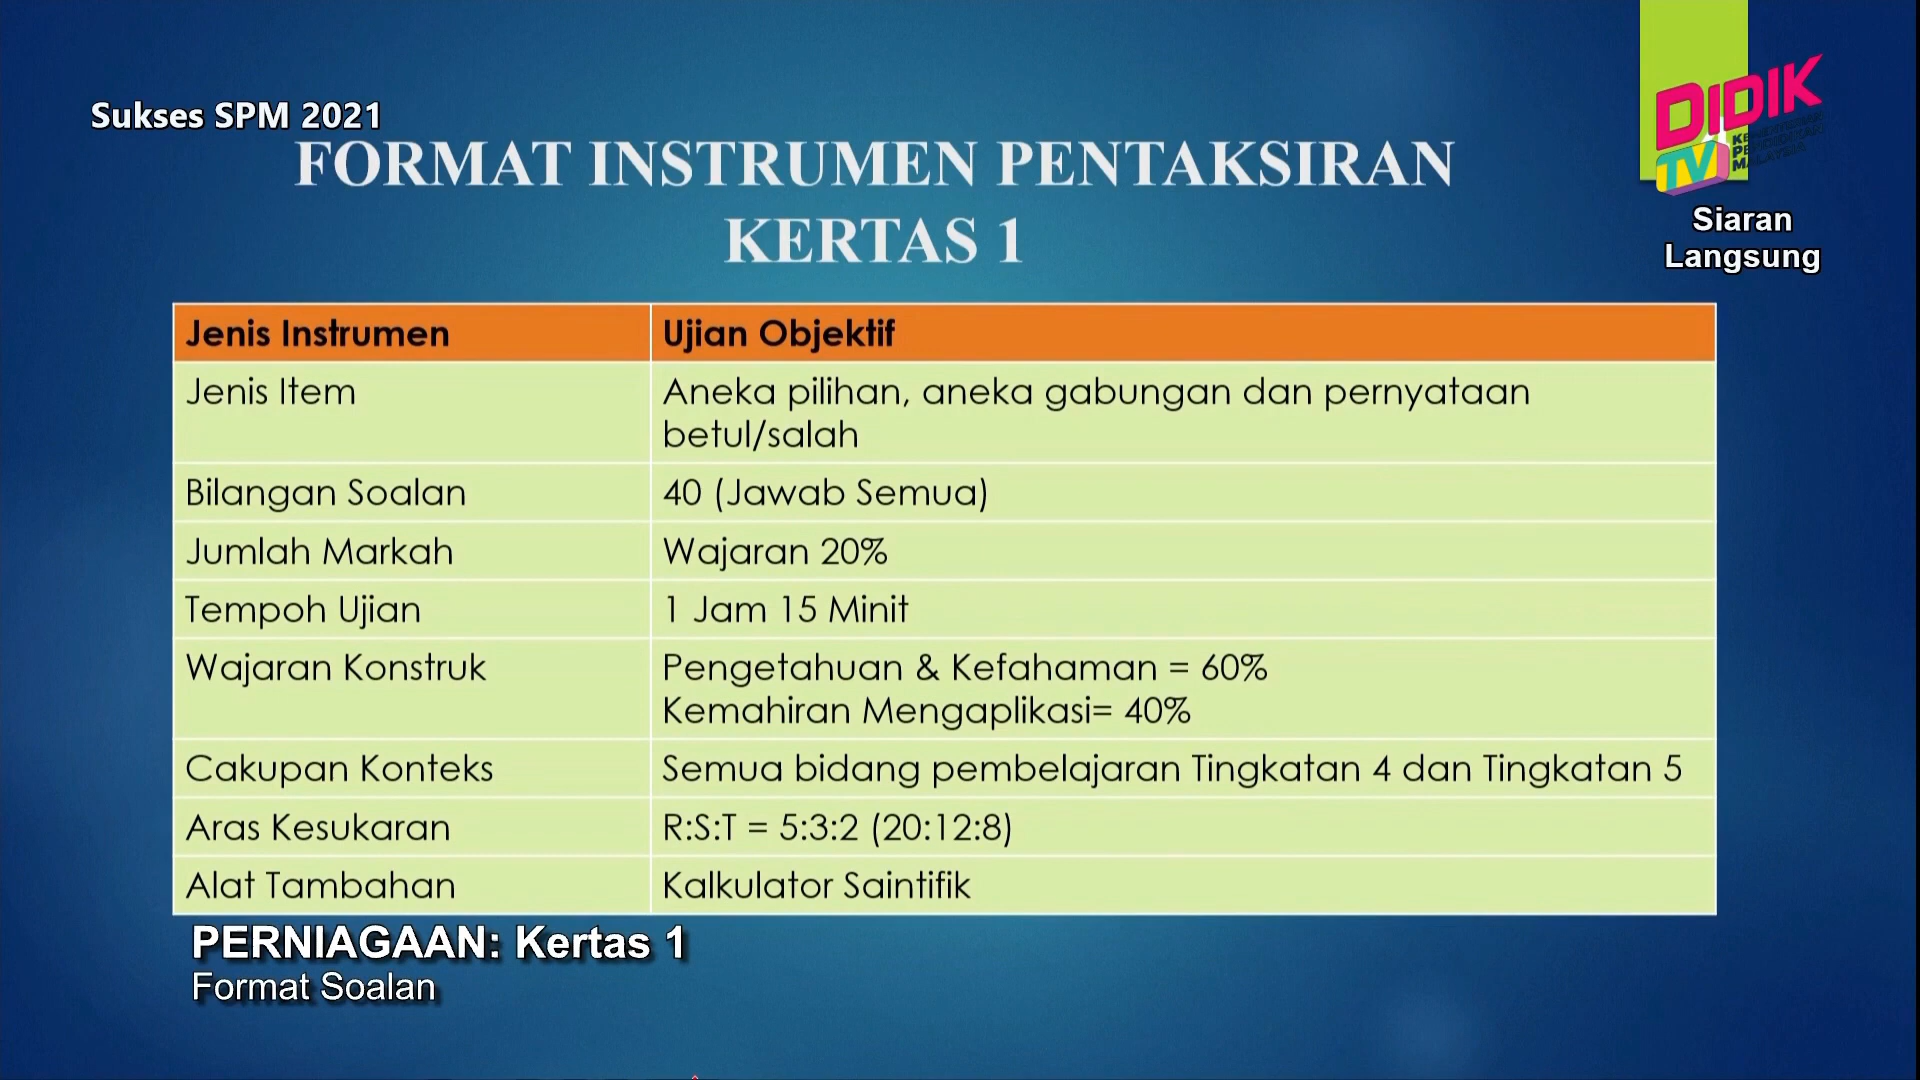 Sukses SPM 2021
FORMAT INSTRUMEN PENTAKSIRAN
KERTAS 1
DIDIK
TV
KEMENTERIAN
PENDIDIKAN
MALAYSIA
Siaran
Langsung
Jenis Instrumen
Ujian Objektif
Jenis Item
Aneka pilihan, aneka gabungan dan pernyataan
betul/salah
Bilangan Soalan
40 (Jawab Semua)
Jumlah Markah
Wajaran 20%
Tempoh Ujian
1 Jam 15 Minit
Wajaran Konstruk
Pengetahuan & Kefahaman = 60%
Kemahiran Mengaplikasi= 40%
Cakupan Konteks
Semua bidang pembelajaran Tingkatan 4 dan Tingkatan 5
Aras Kesukaran
R:S:T = 5:3:2 (20:12:8)
Alat Tambahan
Kalkulator Saintifik
PERNIAGAAN: Kertas 1
Format Soalan